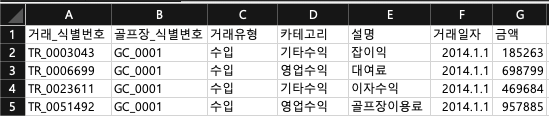 A B C D E F G
1 거래_식별번호 골프장_식별번호 거래유형 카테고리 설명 거래일자 금액
2 TR_0003043 GC_0001 수입 기타수익 잡이익 2014.1.1 185263
3 TR_0006699 GC_0001 수입 영업수익 대여료 2014.1.1 698799
4 TR_0023611 GC_0001 수입 기타수익 이자수익 2014.1.1 469684
5 TR_0051492 GC_0001 수입 영업수익 골프장이용료 2014.1.1 957885